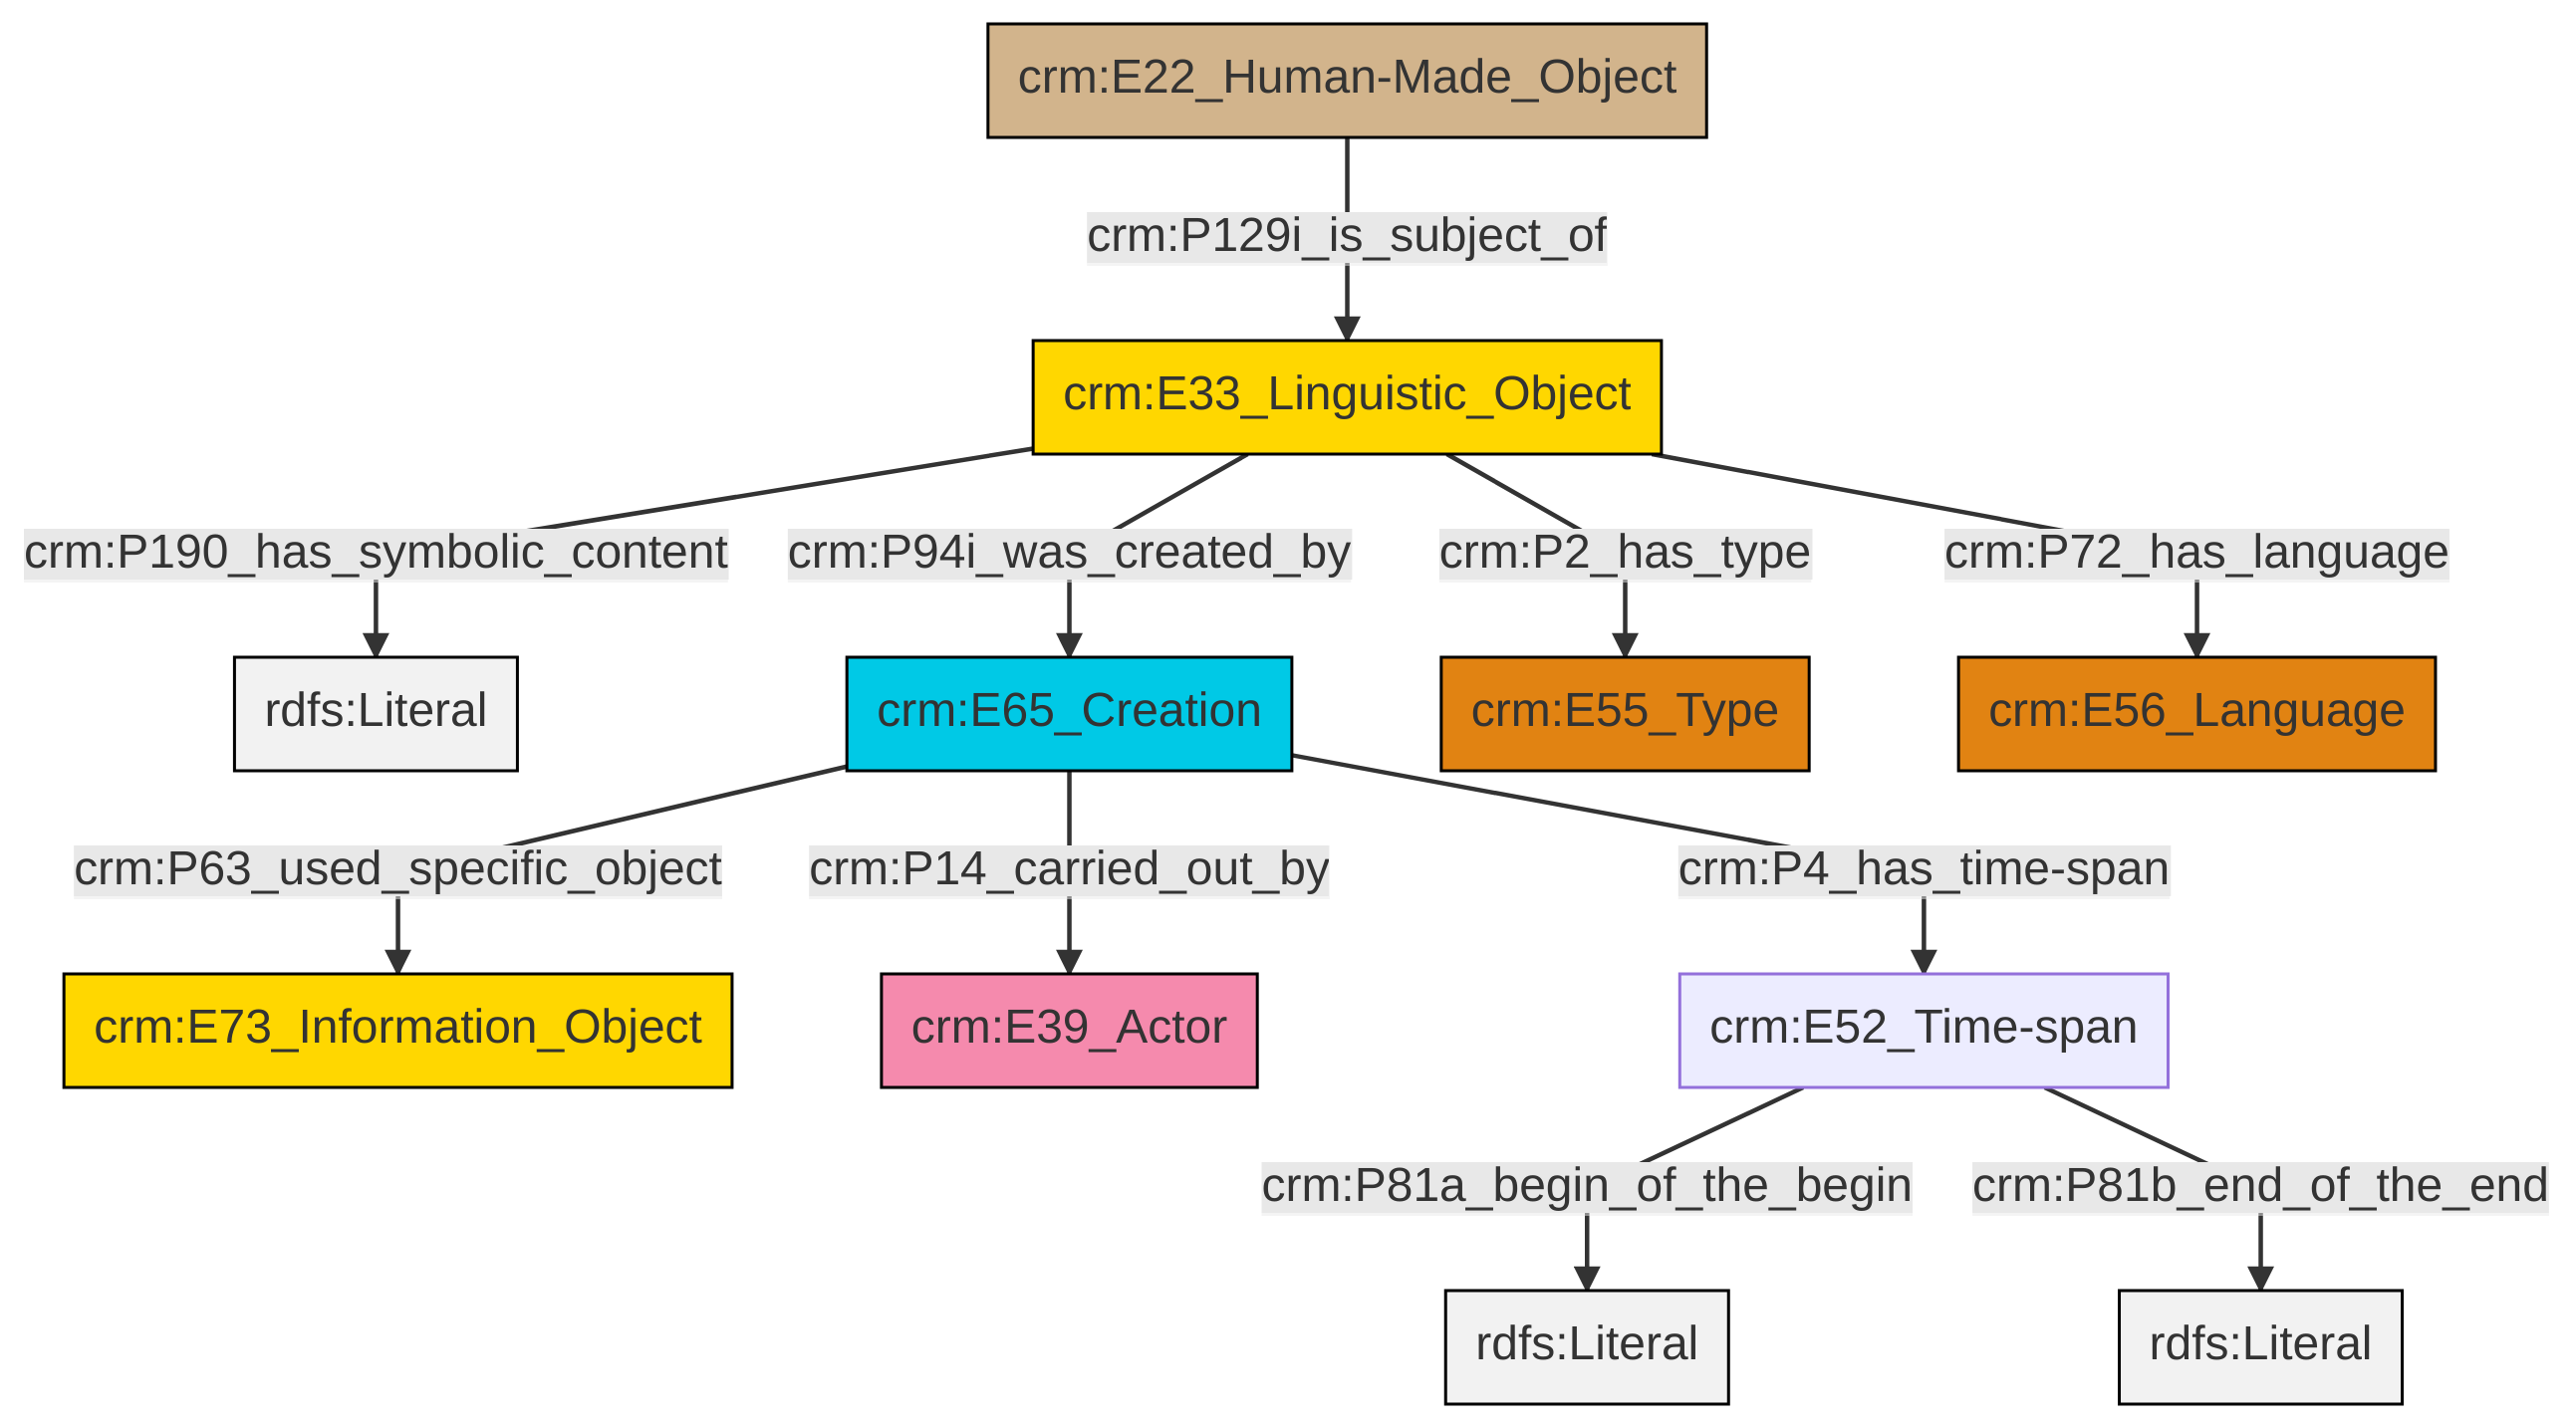 crm:E22_Human-Made_Object
crm:P129i_is_subject_of
crm:E33_Linguistic_Object
crm:P190_has_symbolic_content
crm:P94i_was_created_by
crm:P2_has_type
crm:P72_has_language
rdfs:Literal
crm:E65_Creation
crm:E55_Type
crm:E56_Language
crm:P63_used_specific_object
crm:P14_carried_out_by
crm:P4_has_time-span
crm:E73_Information_Object
crm:E39_Actor
crm:E52_Time-span
crm:P81a_begin_of_the_begin
crm:P81b_end_of_the_end
rdfs:Literal
rdfs:Literal